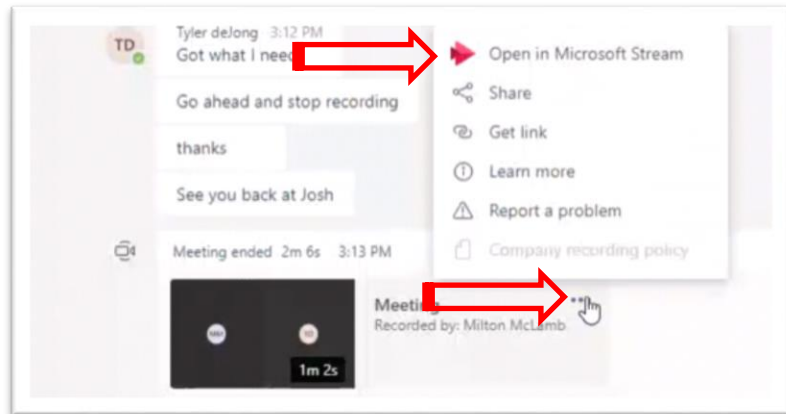 Tyler deJong 3:12 PM
TD
Got what I nee
Go ahead and stop recording
thanks
See you back at Josh
Meeting ended 2m 6s 3:13 PM
1m 2s
TD
Meeting
Recorded by: Milton McLamb
Open in Microsoft Stream
Share
Get link
Learn more
Report a problem
Company recording policy